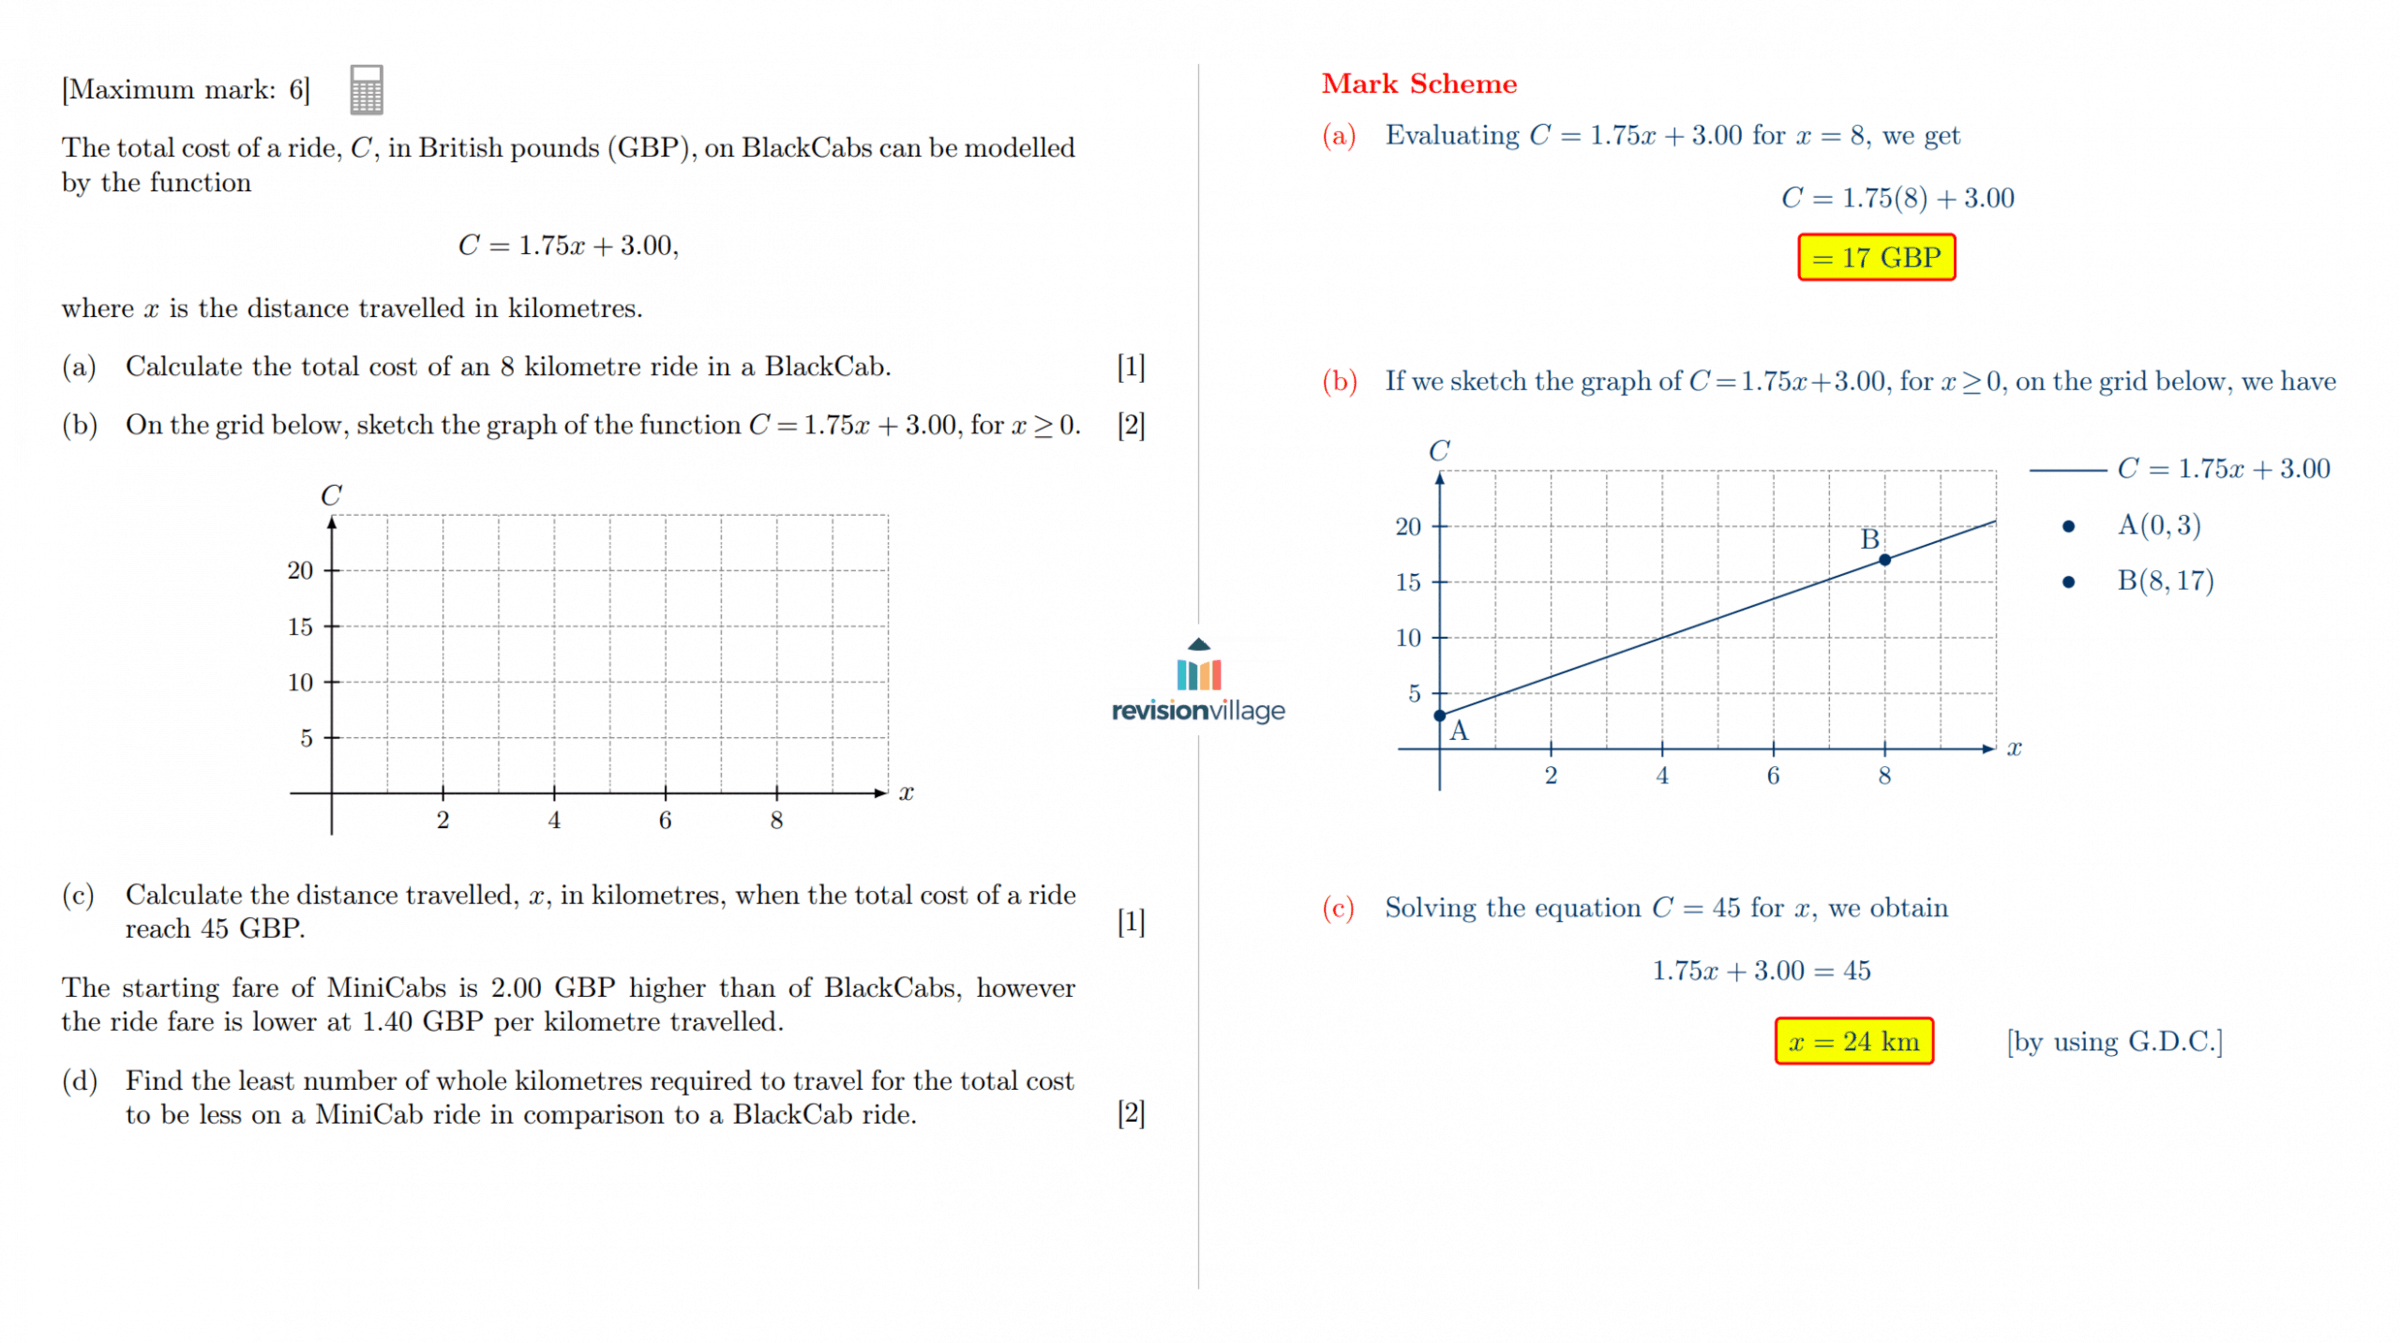 [Maximum mark: 6]
The total cost of a ride, C, in British pounds (GBP), on BlackCabs can be modelled
by the function
C = 1.75x + 3.00,
where x is the distance travelled in kilometres.
(a) Calculate the total cost of an 8 kilometre ride in a BlackCab. [1]
(b) On the grid below, sketch the graph of the function C = 1.75x + 3.00, for x ≥ 0. [2]
C
20
15
10
5
x
2 4 6 8
(c) Calculate the distance travelled, x, in kilometres, when the total cost of a ride
reach 45 GBP. [1]
The starting fare of MiniCabs is 2.00 GBP higher than of BlackCabs, however
the ride fare is lower at 1.40 GBP per kilometre travelled.
(d) Find the least number of whole kilometres required to travel for the total cost
to be less on a MiniCab ride in comparison to a BlackCab ride. [2]
revisionvillage
Mark Scheme
(a) Evaluating C = 1.75x + 3.00 for x = 8, we get
C = 1.75(8) + 3.00
= 17 GBP
(b) If we sketch the graph of C = 1.75x + 3.00, for x ≥ 0, on the grid below, we have
C
20
15
10
5
B
A
x
2 4 6 8
C = 1.75x + 3.00
A(0, 3)
B(8, 17)
(c) Solving the equation C = 45 for x, we obtain
1.75x + 3.00 = 45
x = 24 km [by using G.D.C.]